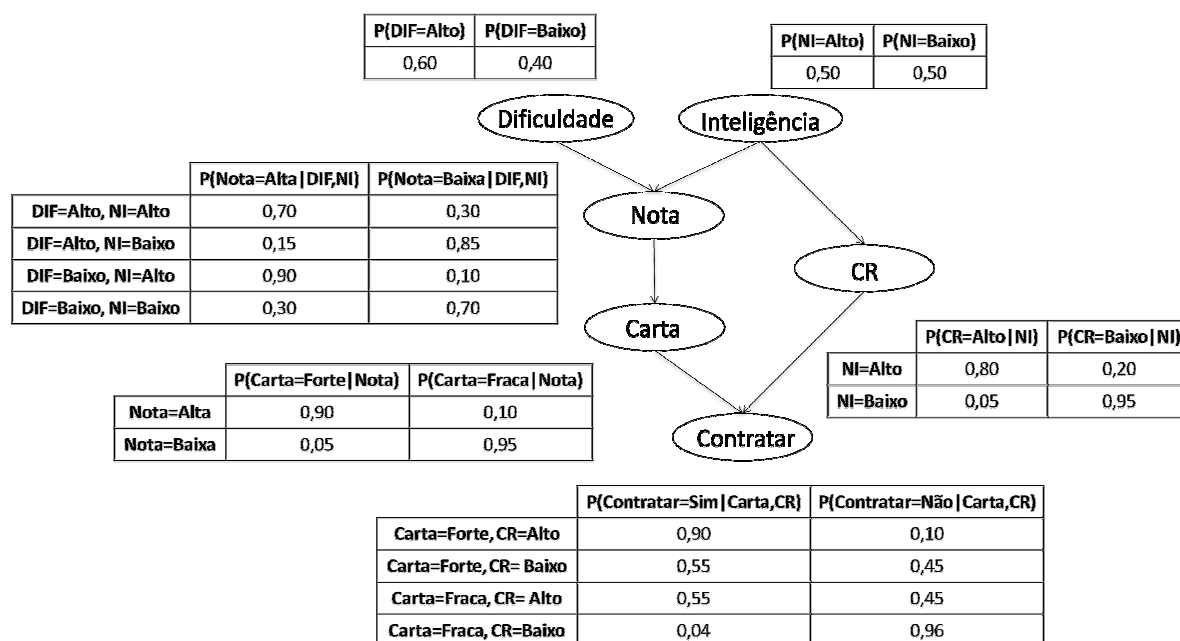 P(DIF=Alto) P(DIF=Baixo)
0,60 0,40
P(NI=Alto) P(NI=Baixo)
0,50 0,50
Dificuldade
Inteligência
P(Nota=Alta|DIF,NI) P(Nota=Baixa|DIF,NI)
DIF=Alto, NI=Alto 0,70 0,30
DIF=Alto, NI=Baixo 0,15 0,85
DIF=Baixo, NI=Alto 0,90 0,10
DIF=Baixo, NI=Baixo 0,30 0,70
Nota
CR
Carta
P(CR=Alto|NI) P(CR=Baixo|NI)
NI=Alto 0,80 0,20
NI=Baixo 0,05 0,95
P(Carta=Forte|Nota) P(Carta=Fraca|Nota)
Nota=Alta 0,90 0,10
Nota=Baixa 0,05 0,95
Contratar
P(Contratar=Sim|Carta,CR) P(Contratar=Não|Carta,CR)
Carta=Forte, CR=Alto 0,90 0,10
Carta=Forte, CR= Baixo 0,55 0,45
Carta=Fraca, CR= Alto 0,55 0,45
Carta=Fraca, CR=Baixo 0,04 0,96